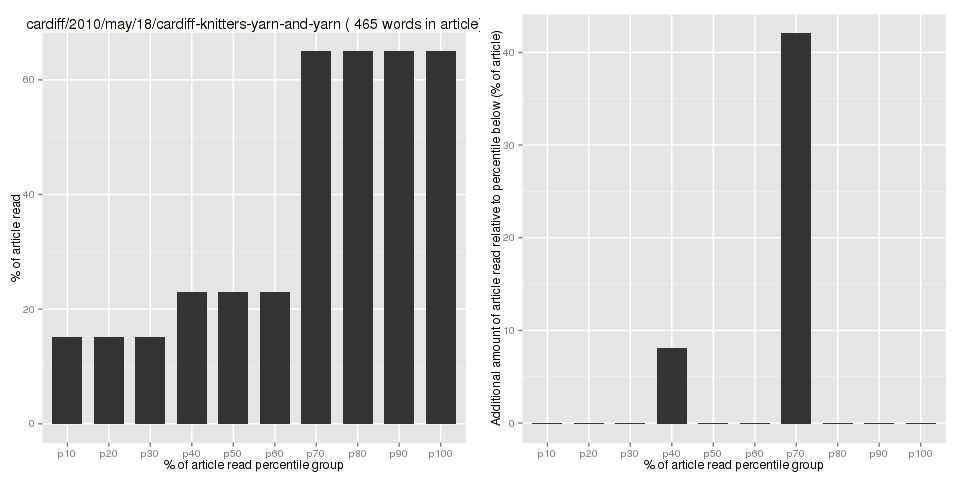 cardiff/2010/may/18/cardiff-knitters-yarn-and-yarn ( 465 words in article)
% of article read
60
40
20
0
p10 p20 p30 p40 p50 p60 p70 p80 p90 p100
% of article read percentile group
Additional amount of article read relative to percentile below (% of article)
40
30
20
10
0
p10 p20 p30 p40 p50 p60 p70 p80 p90 p100
% of article read percentile group